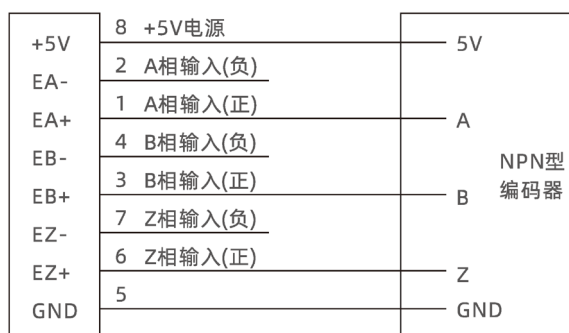 +5V 8 +5V电源 5V
EA- 2 A相输入(负)
EA+ 1 A相输入(正) A
EB- 4 B相输入(负)
EB+ 3 B相输入(正) B
NPN型
编码器
EZ- 7 Z相输入(负)
EZ+ 6 Z相输入(正) Z
GND 5 GND